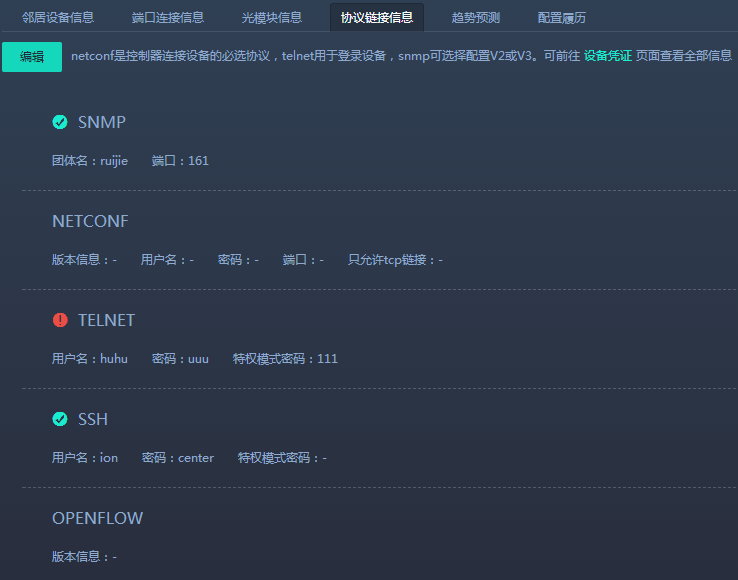 邻居设备信息 端口连接信息 光模块信息 协议链接信息 趋势预测 配置履历
编辑 netconf是控制器连接设备的必选协议，telnet用于登录设备，snmp可选择配置V2或V3。可前往 设备凭证 页面查看全部信息
SNMP
团体名：ruijie 端口：161
NETCONF
版本信息：- 用户名：- 密码：- 端口：- 只允许tcp链接：-
TELNET
用户名：huhu 密码：uuu 特权模式密码：111
SSH
用户名：ion 密码：center 特权模式密码：-
OPENFLOW
版本信息：-